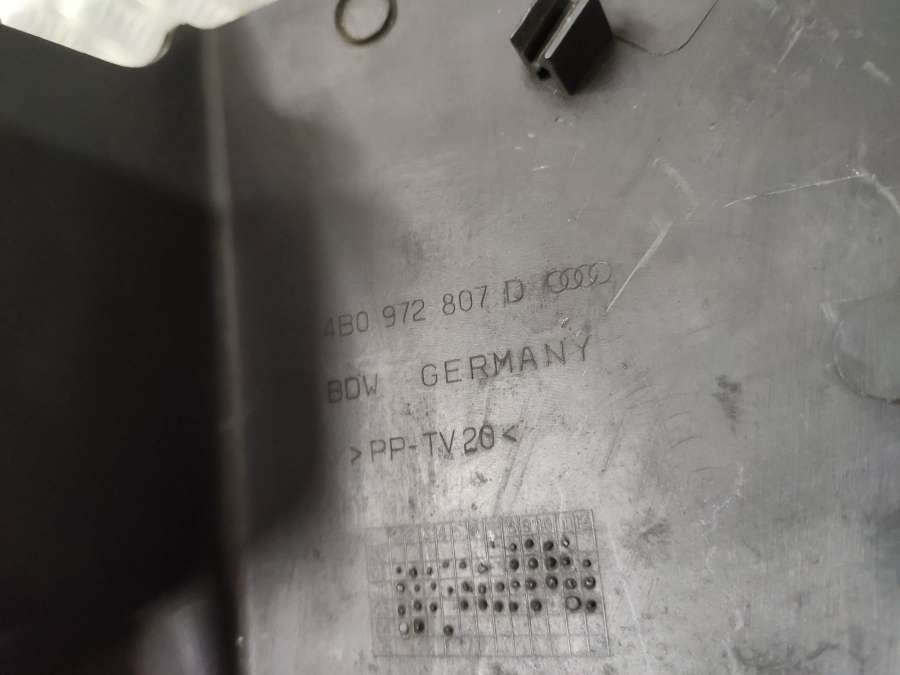 4B0 972 807 D
BDW GERMANY
>PP-TV20<